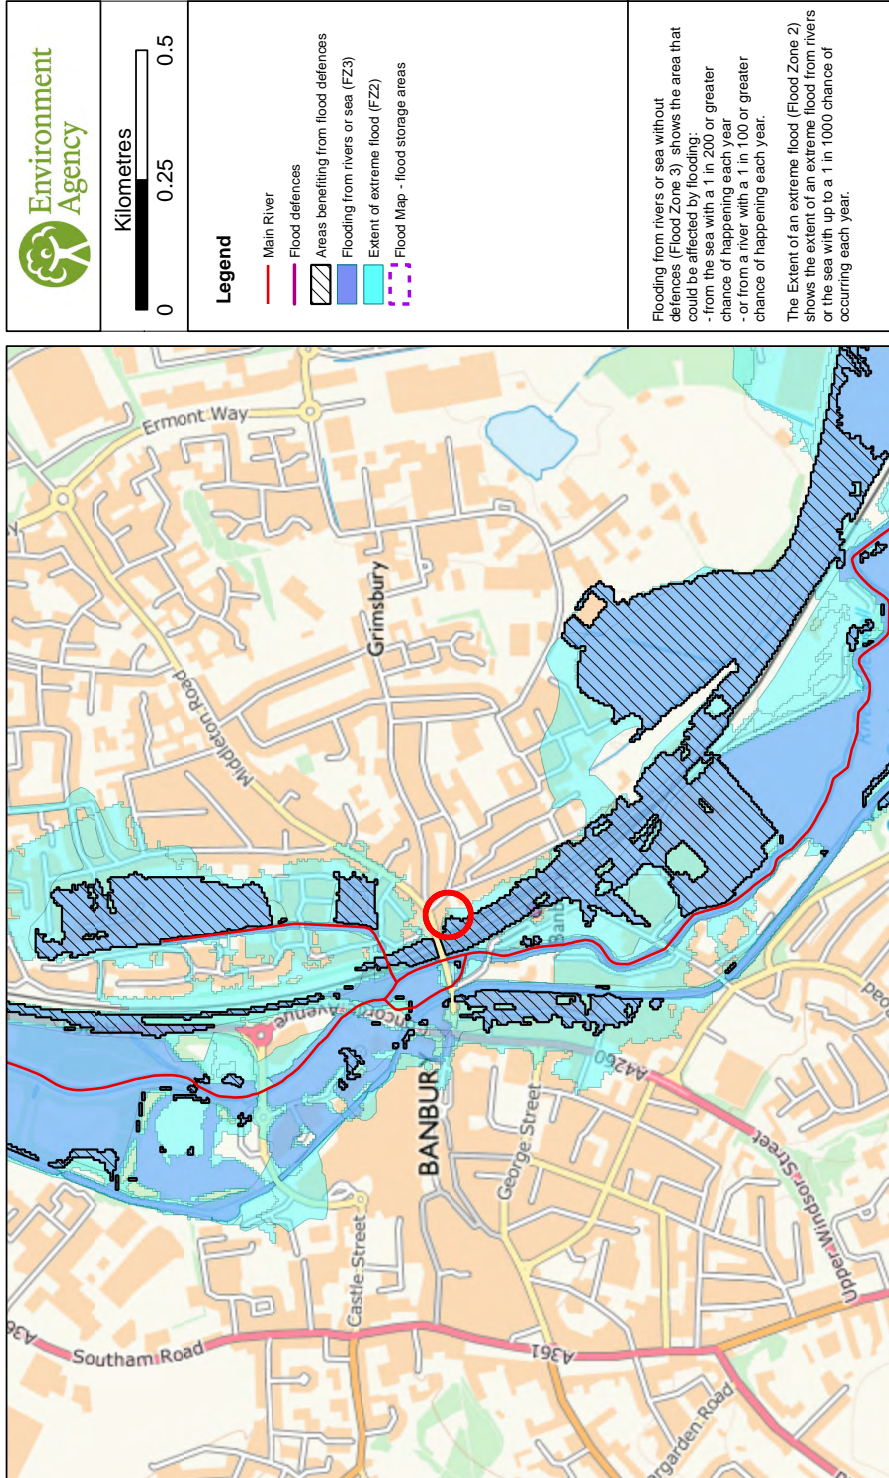 Environment
Agency
Kilometres
0 0.25 0.5
Legend
Main River
Flood defences
Areas benefiting from flood defences
Flooding from rivers or sea (FZ3)
Extent of extreme flood (FZ2)
Flood Map - flood storage areas
Flooding from rivers or sea without
defences (Flood Zone 3) shows the area that
could be affected by flooding:
- from the sea with a 1 in 200 or greater
chance of happening each year
- or from a river with a 1 in 100 or greater
chance of happening each year.
The Extent of an extreme flood (Flood Zone 2)
shows the extent of an extreme flood from rivers
or the sea with up to a 1 in 1000 chance of
occurring each year.
Ermont Way
Middleton Road
Grimsbury
Avenue
BANBUR
Castle Street
George Street
A4260
Upper Windsor Street
Road
Southam Road
A361
Road